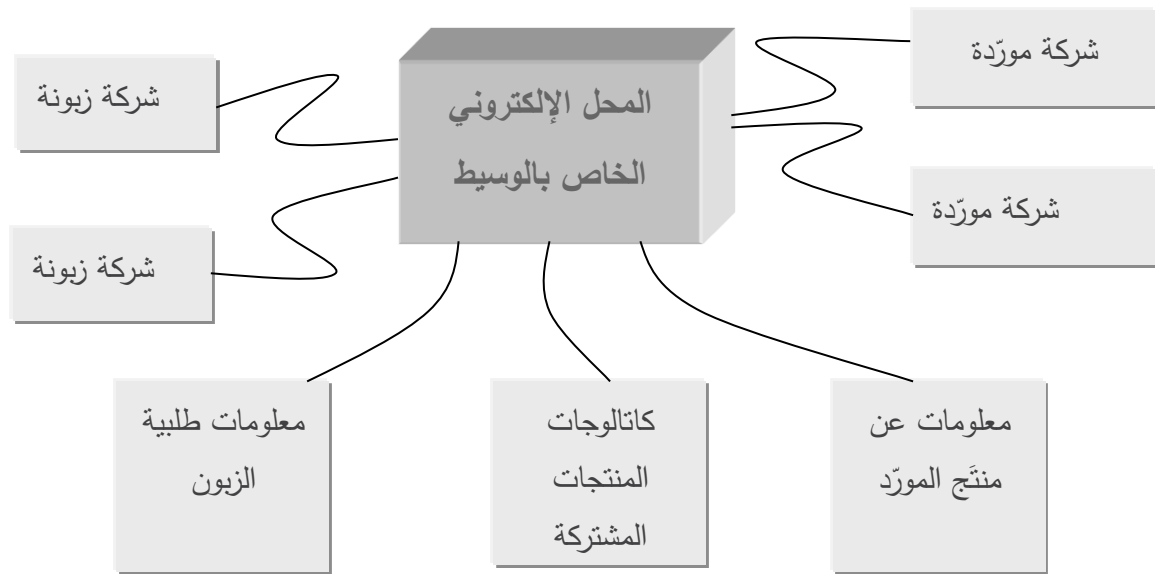 شركة مورّدة
المحل الإلكتروني
الخاص بالوسيط
شركة زبونة
شركة مورّدة
شركة زبونة
معلومات عن
منتَج المورّد
كاتالوجات
المنتجات
المشتركة
معلومات طلبية
الزبون